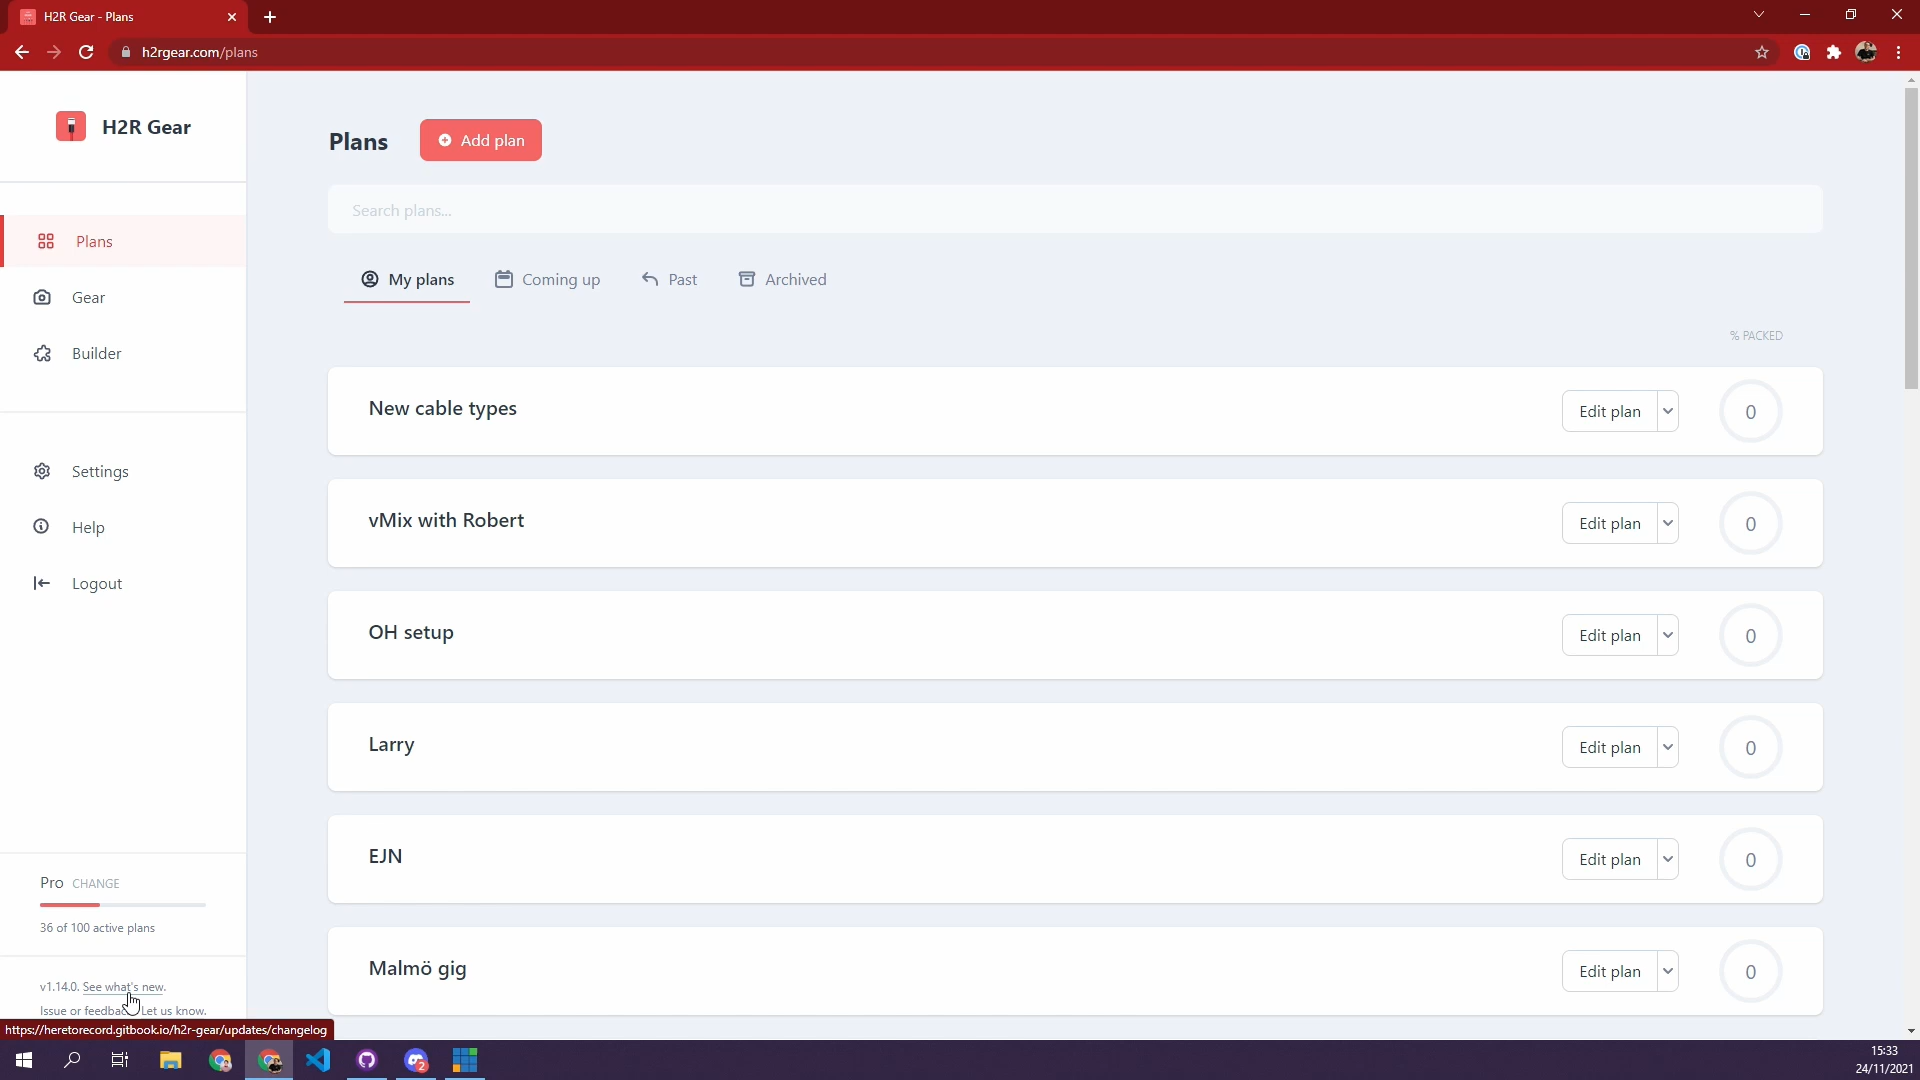 H2R Gear - Plans
h2rgear.com/plans
H2R Gear
Plans
Gear
Builder
Settings
Help
Logout
Pro CHANGE
36 of 100 active plans
v1.14.0. See what's new.
Issue or feedbac Let us know.
https://heretorecord.gitbook.io/h2r-gear/updates/changelog
Plans
Add plan
Search plans...
My plans Coming up Past Archived
% PACKED
New cable types Edit plan 0
vMix with Robert Edit plan 0
OH setup Edit plan 0
Larry Edit plan 0
EJN Edit plan 0
Malmö gig Edit plan 0
2
15:33
24/11/2021